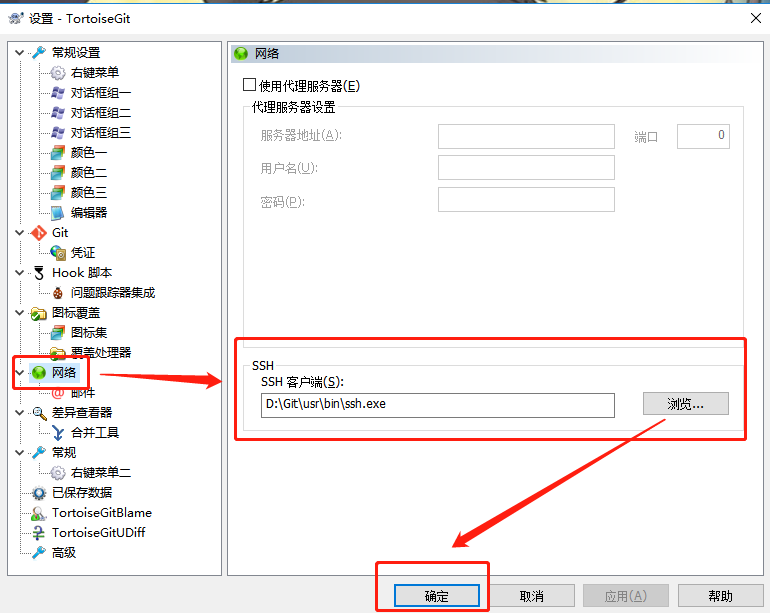 设置 - TortoiseGit
常规设置
右键菜单
对话框组一
对话框组二
对话框组三
颜色一
颜色二
颜色三
编辑器
Git
凭证
Hook 脚本
问题跟踪器集成
图标覆盖
图标集
覆盖处理器
网络
邮件
差异查看器
合并工具
常规
右键菜单二
已保存数据
TortoiseGitBlame
TortoiseGitUDiff
高级
网络
使用代理服务器(E)
代理服务器设置
服务器地址(A): 端口 0
用户名(U):
密码(P):
SSH
SSH 客户端(S):
D:\Git\usr\bin\ssh.exe 浏览...
确定 取消 应用(A) 帮助